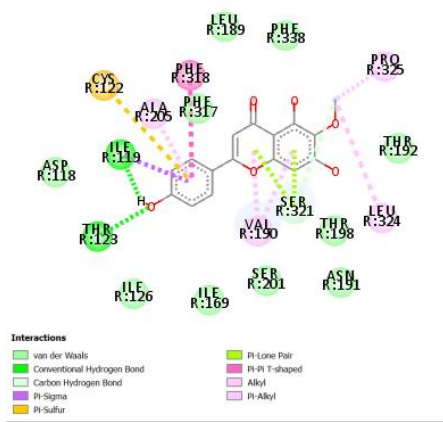 LEU
R:189
PHE
R:338
PRO
R:325
CYS
R:122
PHE
R:318
ALA
R:205
PHE
R:317
O
O
O
THR
R:192
ILE
R:119
ASP
R:118
O
O
SER
R:321
H
O
THR
R:123
VAL
R:190
THR
R:198
LEU
R:324
ILE
R:126
ILE
R:169
SER
R:201
ASN
R:191
Interactions
van der Waals
Conventional Hydrogen Bond
Carbon Hydrogen Bond
Pi-Sigma
Pi-Sulfur
Pi-Lone Pair
Pi-Pi T-shaped
Alkyl
Pi-Alkyl